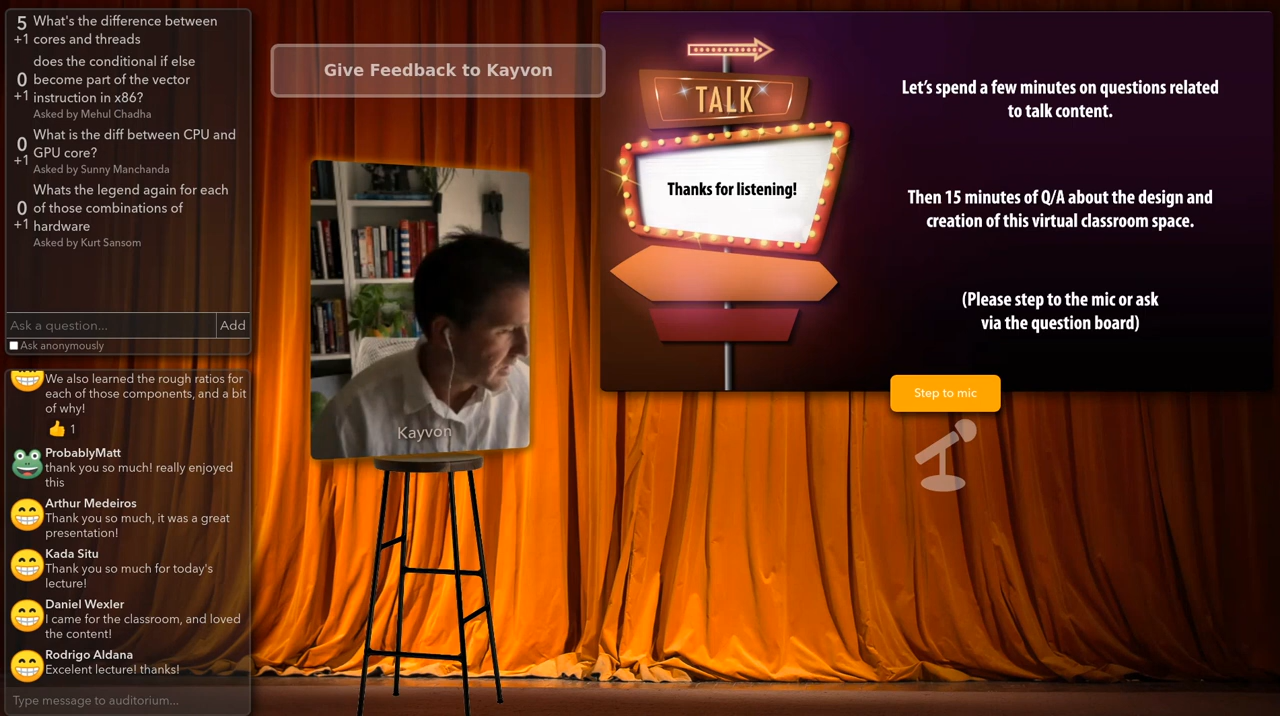 5
What's the difference between
+1
cores and threads
does the conditional if else
0
become part of the vector
+1
instruction in x86?
Asked by Mehul Chadha
0
What is the diff between CPU and
+1
GPU core?
Asked by Sunny Manchanda
Whats the legend again for each
0
of those combinations of
+1
hardware
Asked by Kurt Sansom
Ask a question...
Add
Ask anonymously
We also learned the rough ratios for
each of those components, and a bit
of why!
👍 1
ProbablyMatt
thank you so much! really enjoyed
this
Arthur Medeiros
Thank you so much, it was a great
presentation!
Kada Situ
Thank you so much for today's
lecture!
Daniel Wexler
I came for the classroom, and loved
the content!
Rodrigo Aldana
Excelent lecture! thanks!
Type message to auditorium...
Give Feedback to Kayvon
Kayvon
TALK
Thanks for listening!
Let's spend a few minutes on questions related
to talk content.
Then 15 minutes of Q/A about the design and
creation of this virtual classroom space.
(Please step to the mic or ask
via the question board)
Step to mic